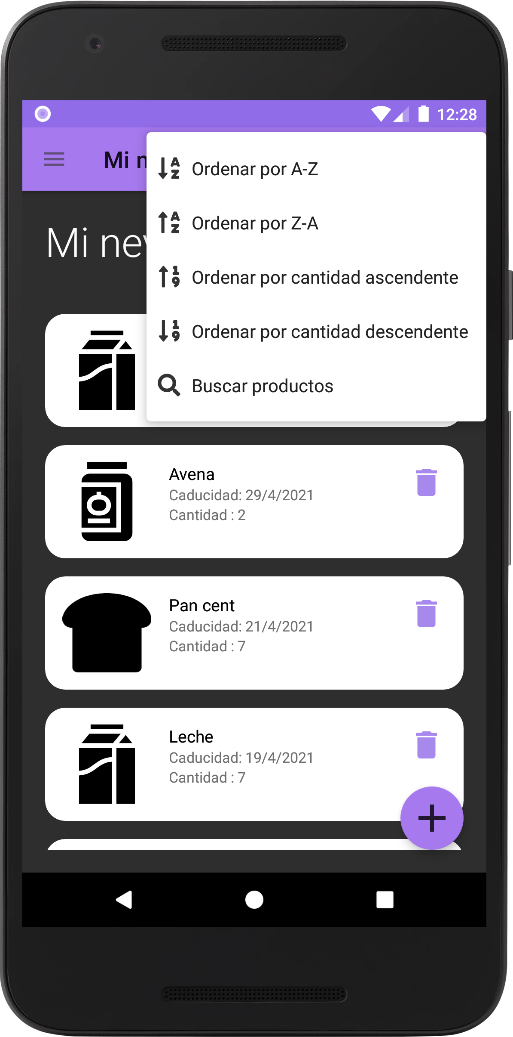 12:28
Mi
Ordenar por A-Z
Ordenar por Z-A
Mi
Ordenar por cantidad ascendente
Ordenar por cantidad descendente
Buscar productos
Avena
Caducidad: 29/4/2021
Cantidad : 2
Pan cent
Caducidad: 21/4/2021
Cantidad : 7
Leche
Caducidad: 19/4/2021
Cantidad : 7